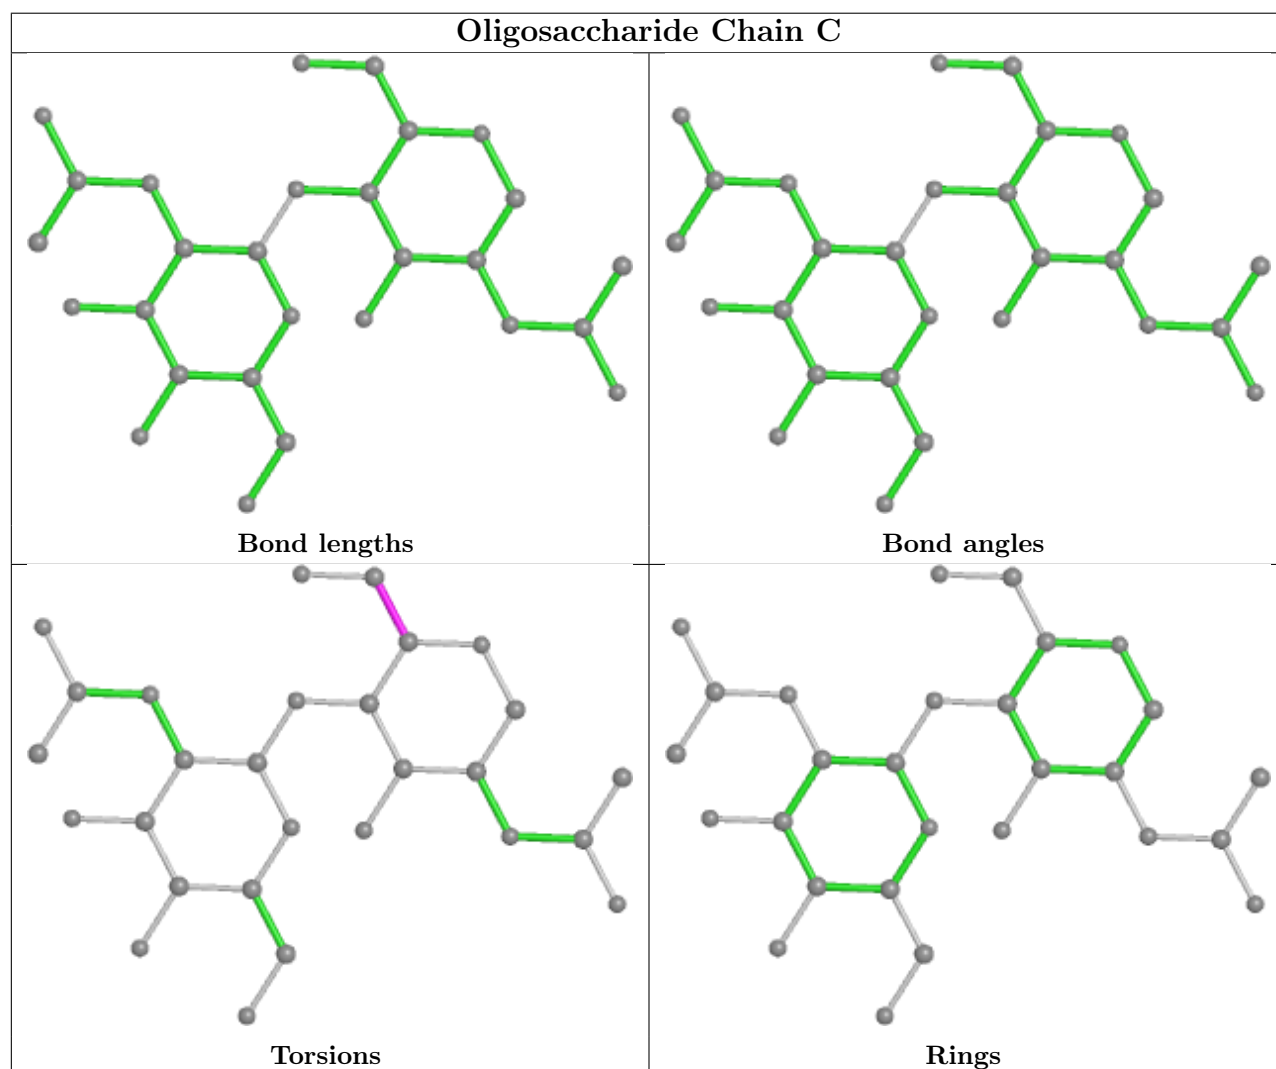 Oligosaccharide Chain C
Bond lengths
Bond angles
Torsions
Rings